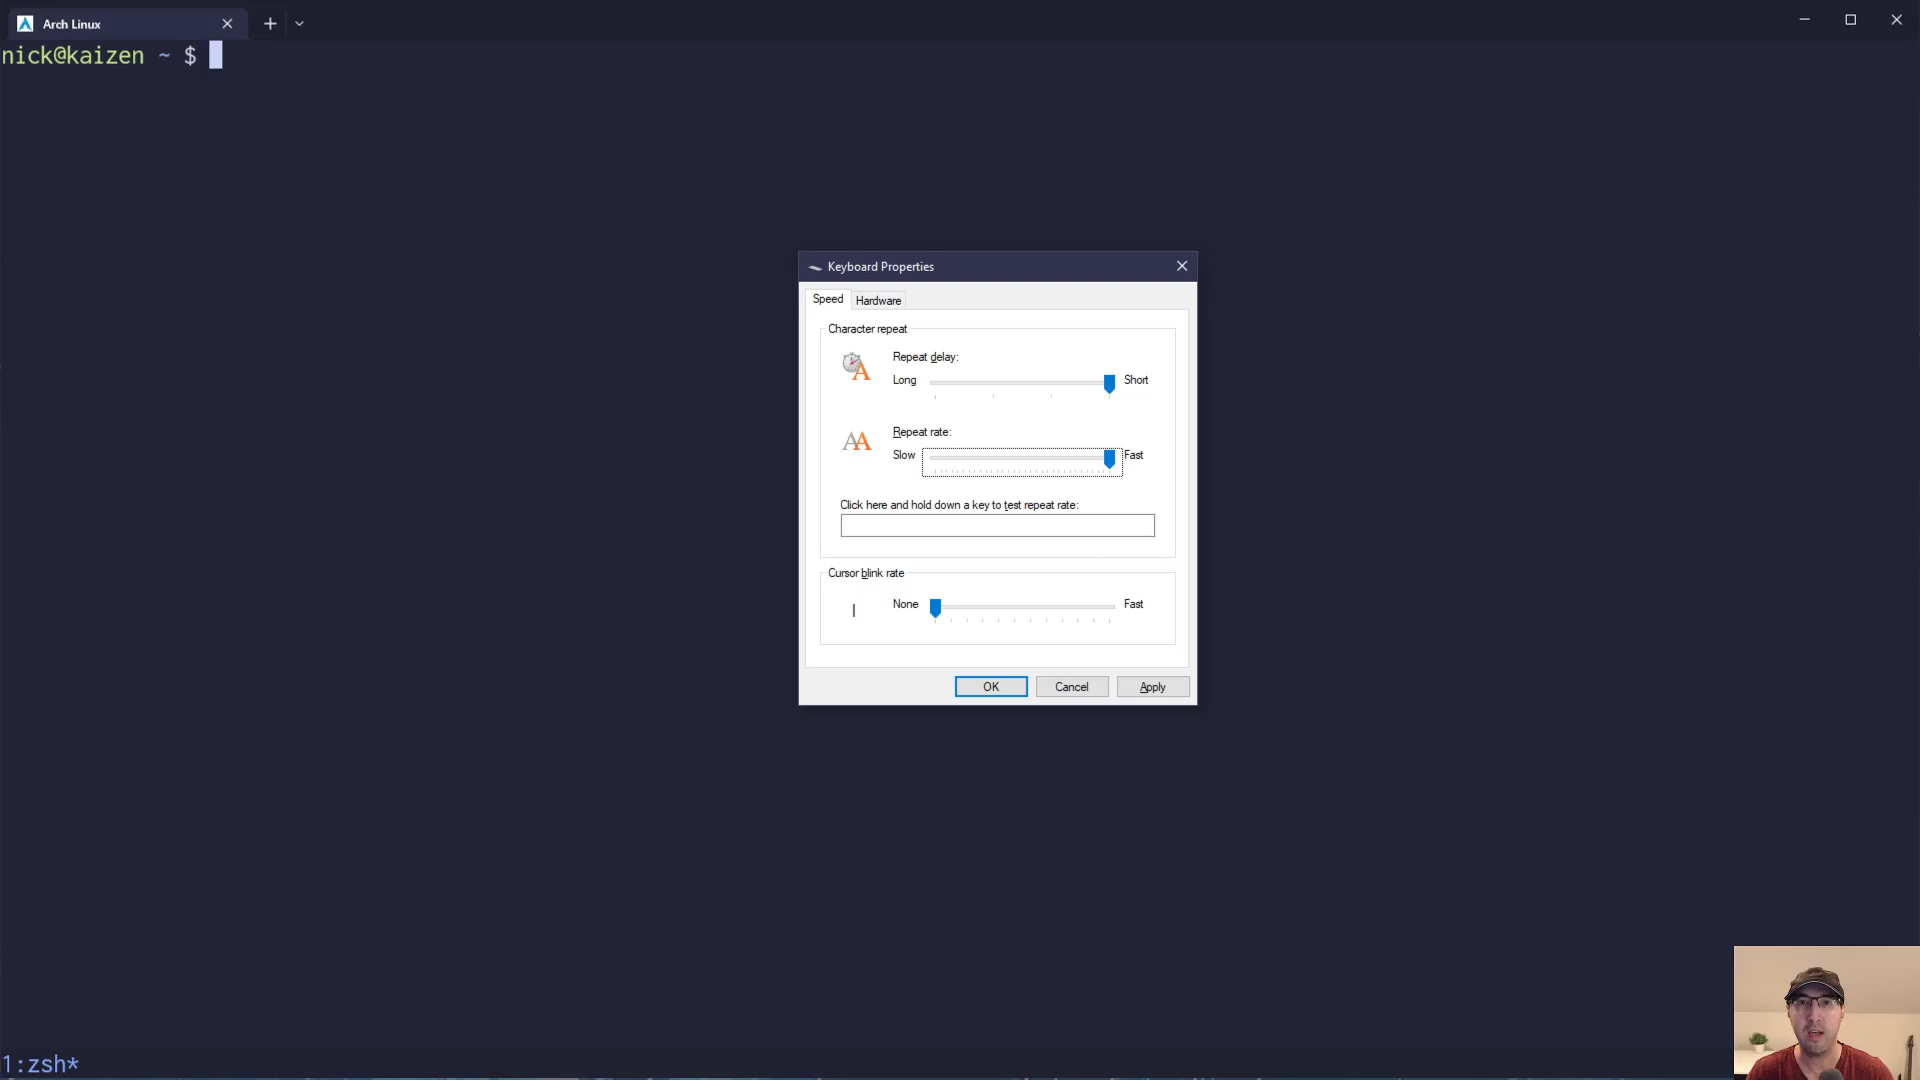 Arch Linux
nick@kaizen ~ $
Keyboard Properties
Speed
Hardware
Character repeat
Repeat delay:
Long
Short
Repeat rate:
Slow
Fast
Click here and hold down a key to test repeat rate:
Cursor blink rate
None
Fast
OK
Cancel
Apply
1:zsh*